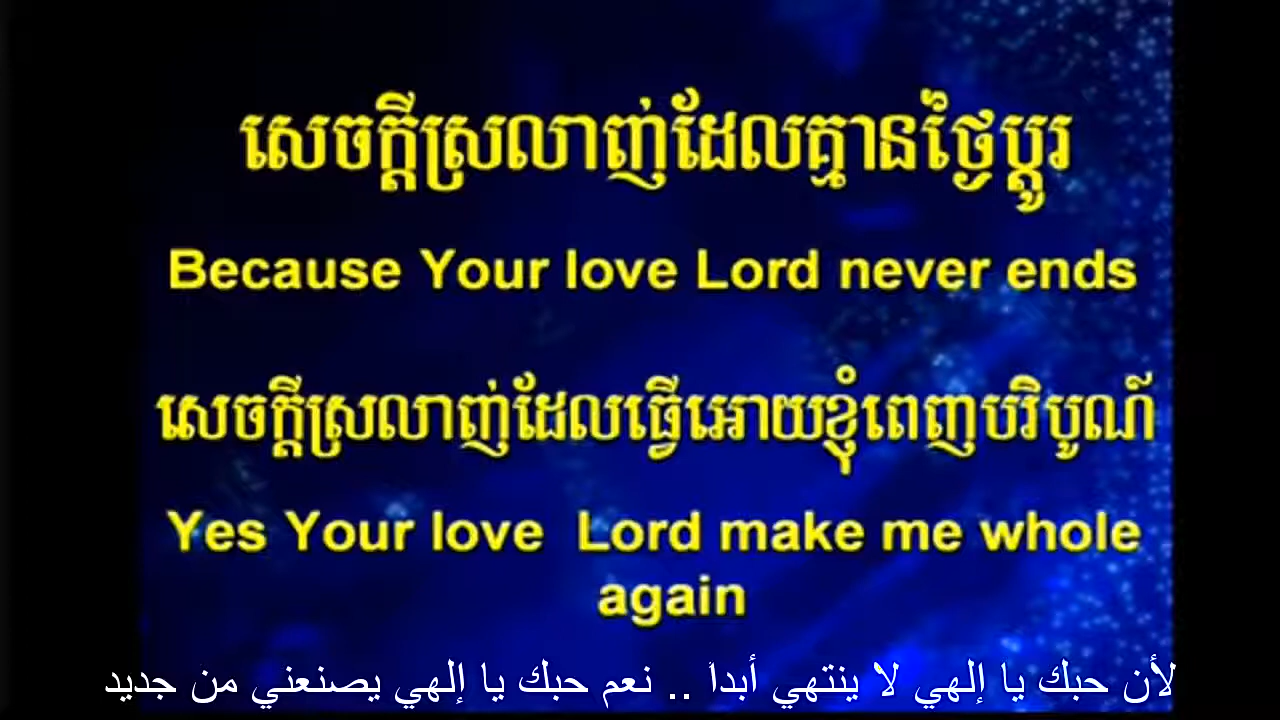 សេចក្ដីស្រលាញ់ដែលគ្មានថ្ងៃប្ដូរ
Because Your love Lord never ends
សេចក្ដីស្រលាញ់ដែលធ្វើអោយខ្ញុំពេញបរិបូណ៍
Yes Your love Lord make me whole
again
لأن حبك يا إلهي لا ينتهي أبداً .. نعم حبك يا إلهي يصنعني من جديد